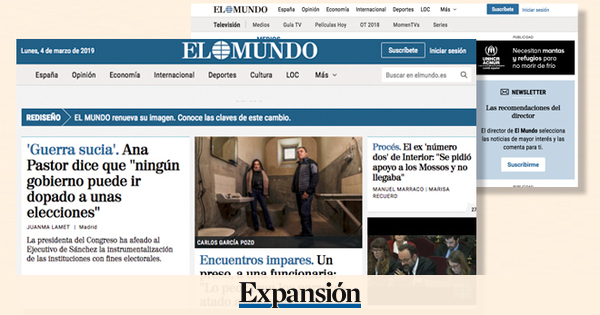 EL MUNDO
España Opinión Economía Internacional Deportes Cultura LOC Más
Suscríbete Iniciar sesión
Televisión Medios Guía TV Películas Hoy OT 2018 MomenTVs Series
MEDIOS
Lunes, 4 de marzo de 2019
EL MUNDO
Suscríbete Iniciar sesión
España Opinión Economía Internacional Deportes Cultura LOC Más
Buscar en elmundo.es
REDISEÑO EL MUNDO renueva su imagen. Conoce las claves de este cambio.
'Guerra sucia'. Ana
Pastor dice que "ningún
gobierno puede ir
dopado a unas
elecciones"
JUANMA LAMET | Madrid
La presidenta del Congreso ha afeado al
Ejecutivo de Sánchez la instrumentalización
de las instituciones con fines electorales.
CARLOS GARCÍA POZO
Encuentros impares. Un
preso, a una funcionaria:
"Lo
Procés. El ex 'número
dos' de Interior: "Se pidió
apoyo a los Mossos y no
llegaba"
MANUEL MARRACO | MARISA
RECUERO
27
PUBLICIDAD
UNHCR
ACNUR
Necesitan mantas
y refugios para
no morir de frío
NEWSLETTER
Las recomendaciones del
director
El director de El Mundo selecciona
las noticias de mayor interés y las
comenta para ti.
Suscribirme
PUBLICIDAD
Expansión